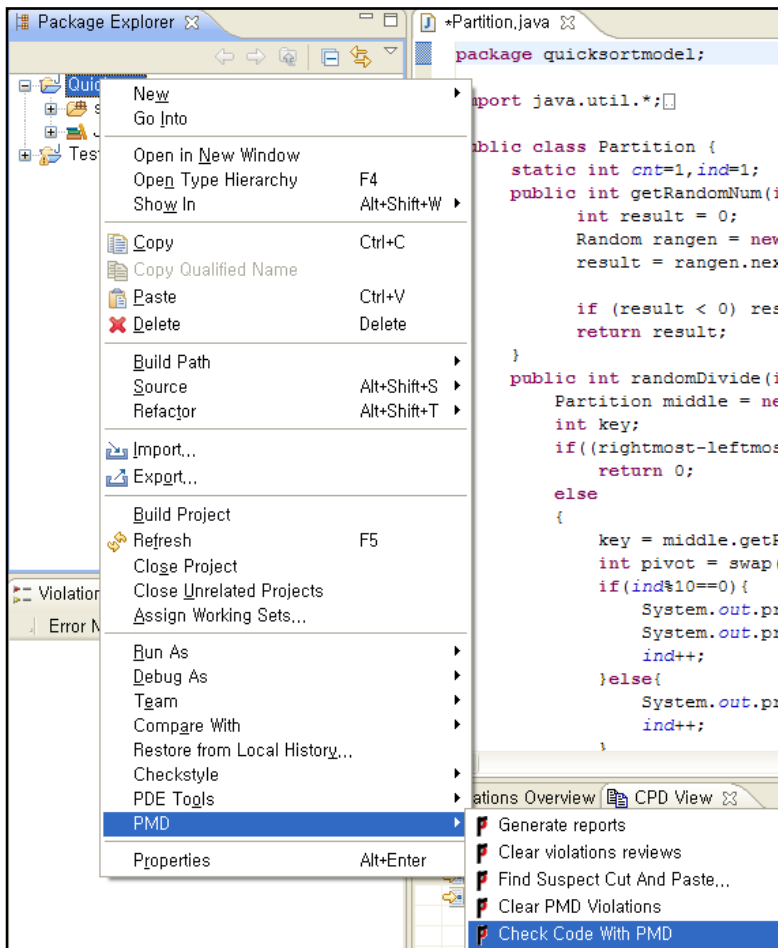 Package Explorer
*Partition.java
package quicksortmodel;
import java.util.*;
public class Partition {
static int cnt=1,ind=1;
public int getRandomNum(i
int result = 0;
Random rangen = new
result = rangen.nex
if (result < 0) res
return result;
}
public int randomDivide(i
Partition middle = ne
int key;
if((rightmost-leftmos
return 0;
else
{
key = middle.getR
int pivot = swap(
if(ind%10==0){
System.out.pr
System.out.pr
ind++;
}else{
System.out.pr
ind++;
}
Quic
s
J
Test
New
Go Into
Open in New Window
Open Type Hierarchy F4
Show In Alt+Shift+W
Copy Ctrl+C
Copy Qualified Name
Paste Ctrl+V
Delete Delete
Build Path
Source Alt+Shift+S
Refactor Alt+Shift+T
Import...
Export...
Build Project
Refresh F5
Close Project
Close Unrelated Projects
Assign Working Sets...
Run As
Debug As
Team
Compare With
Restore from Local History...
Checkstyle
PDE Tools
PMD
Properties Alt+Enter
Violation
Error M
ations Overview CPD View
Generate reports
Clear violations reviews
Find Suspect Cut And Paste...
Clear PMD Violations
Check Code With PMD